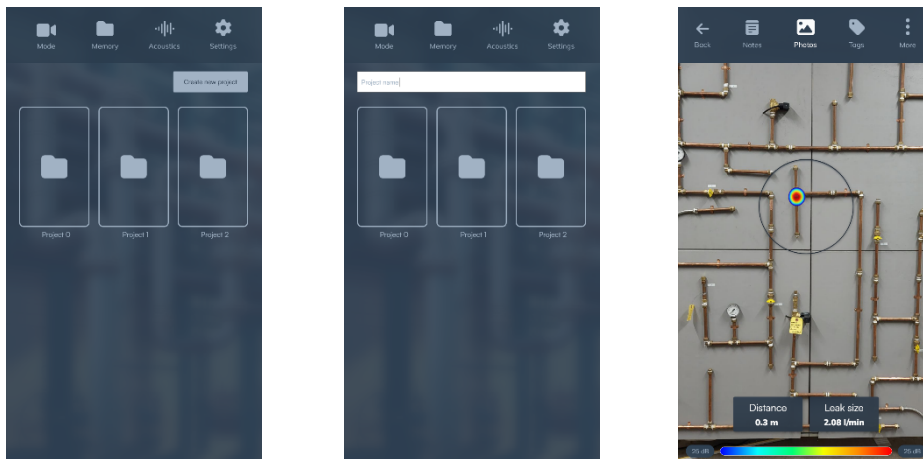 Mode Memory Acoustics Settings
Create new project
Project 0 Project 1 Project 2
Mode Memory Acoustics Settings
Project name
Project 0 Project 1 Project 2
Back Notes Photos Tags More
Distance Leak size
0.3 m 2.08 l/min
25 dB 25 dB